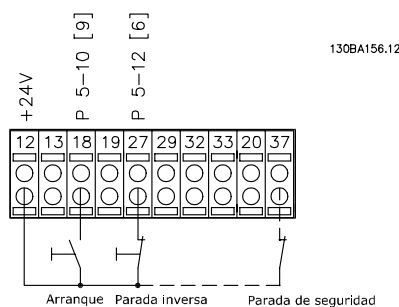 130BA156.12
+24V
P 5-10 [9]
P 5-12 [6]
12 13 18 19 27 29 32 33 20 37
Arranque Parada inversa Parada de seguridad